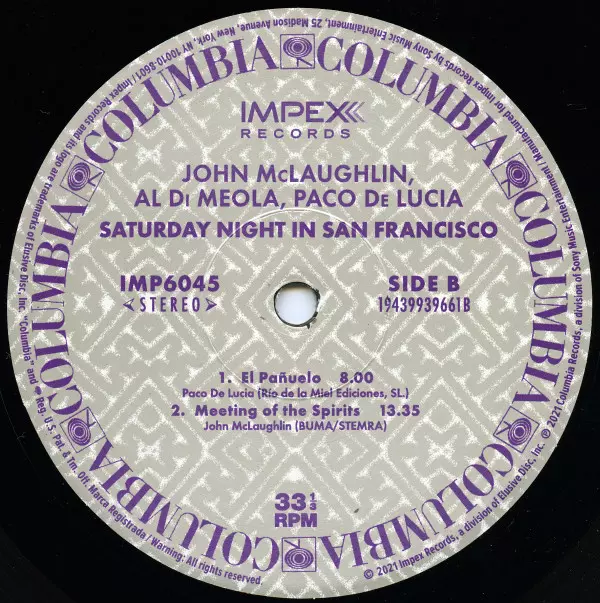 COLUMBIA COLUMBIA COLUMBIA COLUMBIA COLUMBIA COLUMBIA
IMPEX
RECORDS
JOHN McLAUGHLIN,
AL Di MEOLA, PACO De LUCIA
SATURDAY NIGHT IN SAN FRANCISCO
IMP6045
SIDE B
STEREO
19439939661B
1. El Pañuelo 8.00
Paco De Lucia (Río de la Miel Ediciones, SL.)
2. Meeting of the Spirits 13.35
John McLaughlin (BUMA/STEMRA)
33 1/3
RPM
"Columbia" and Reg. U.S. Pat. & Tm. Off. Marca Registrada / Warning: All rights reserved.
Impex Records and its logo are trademarks of Elusive Disc, Inc.
Manufactured for Impex Records by Sony Music Entertainment, 25 Madison Avenue, New York, NY 10010-8601
℗ 2021 Columbia Records, a division of Sony Music Entertainment /
© 2021 Impex Records, a division of Elusive Disc, Inc.